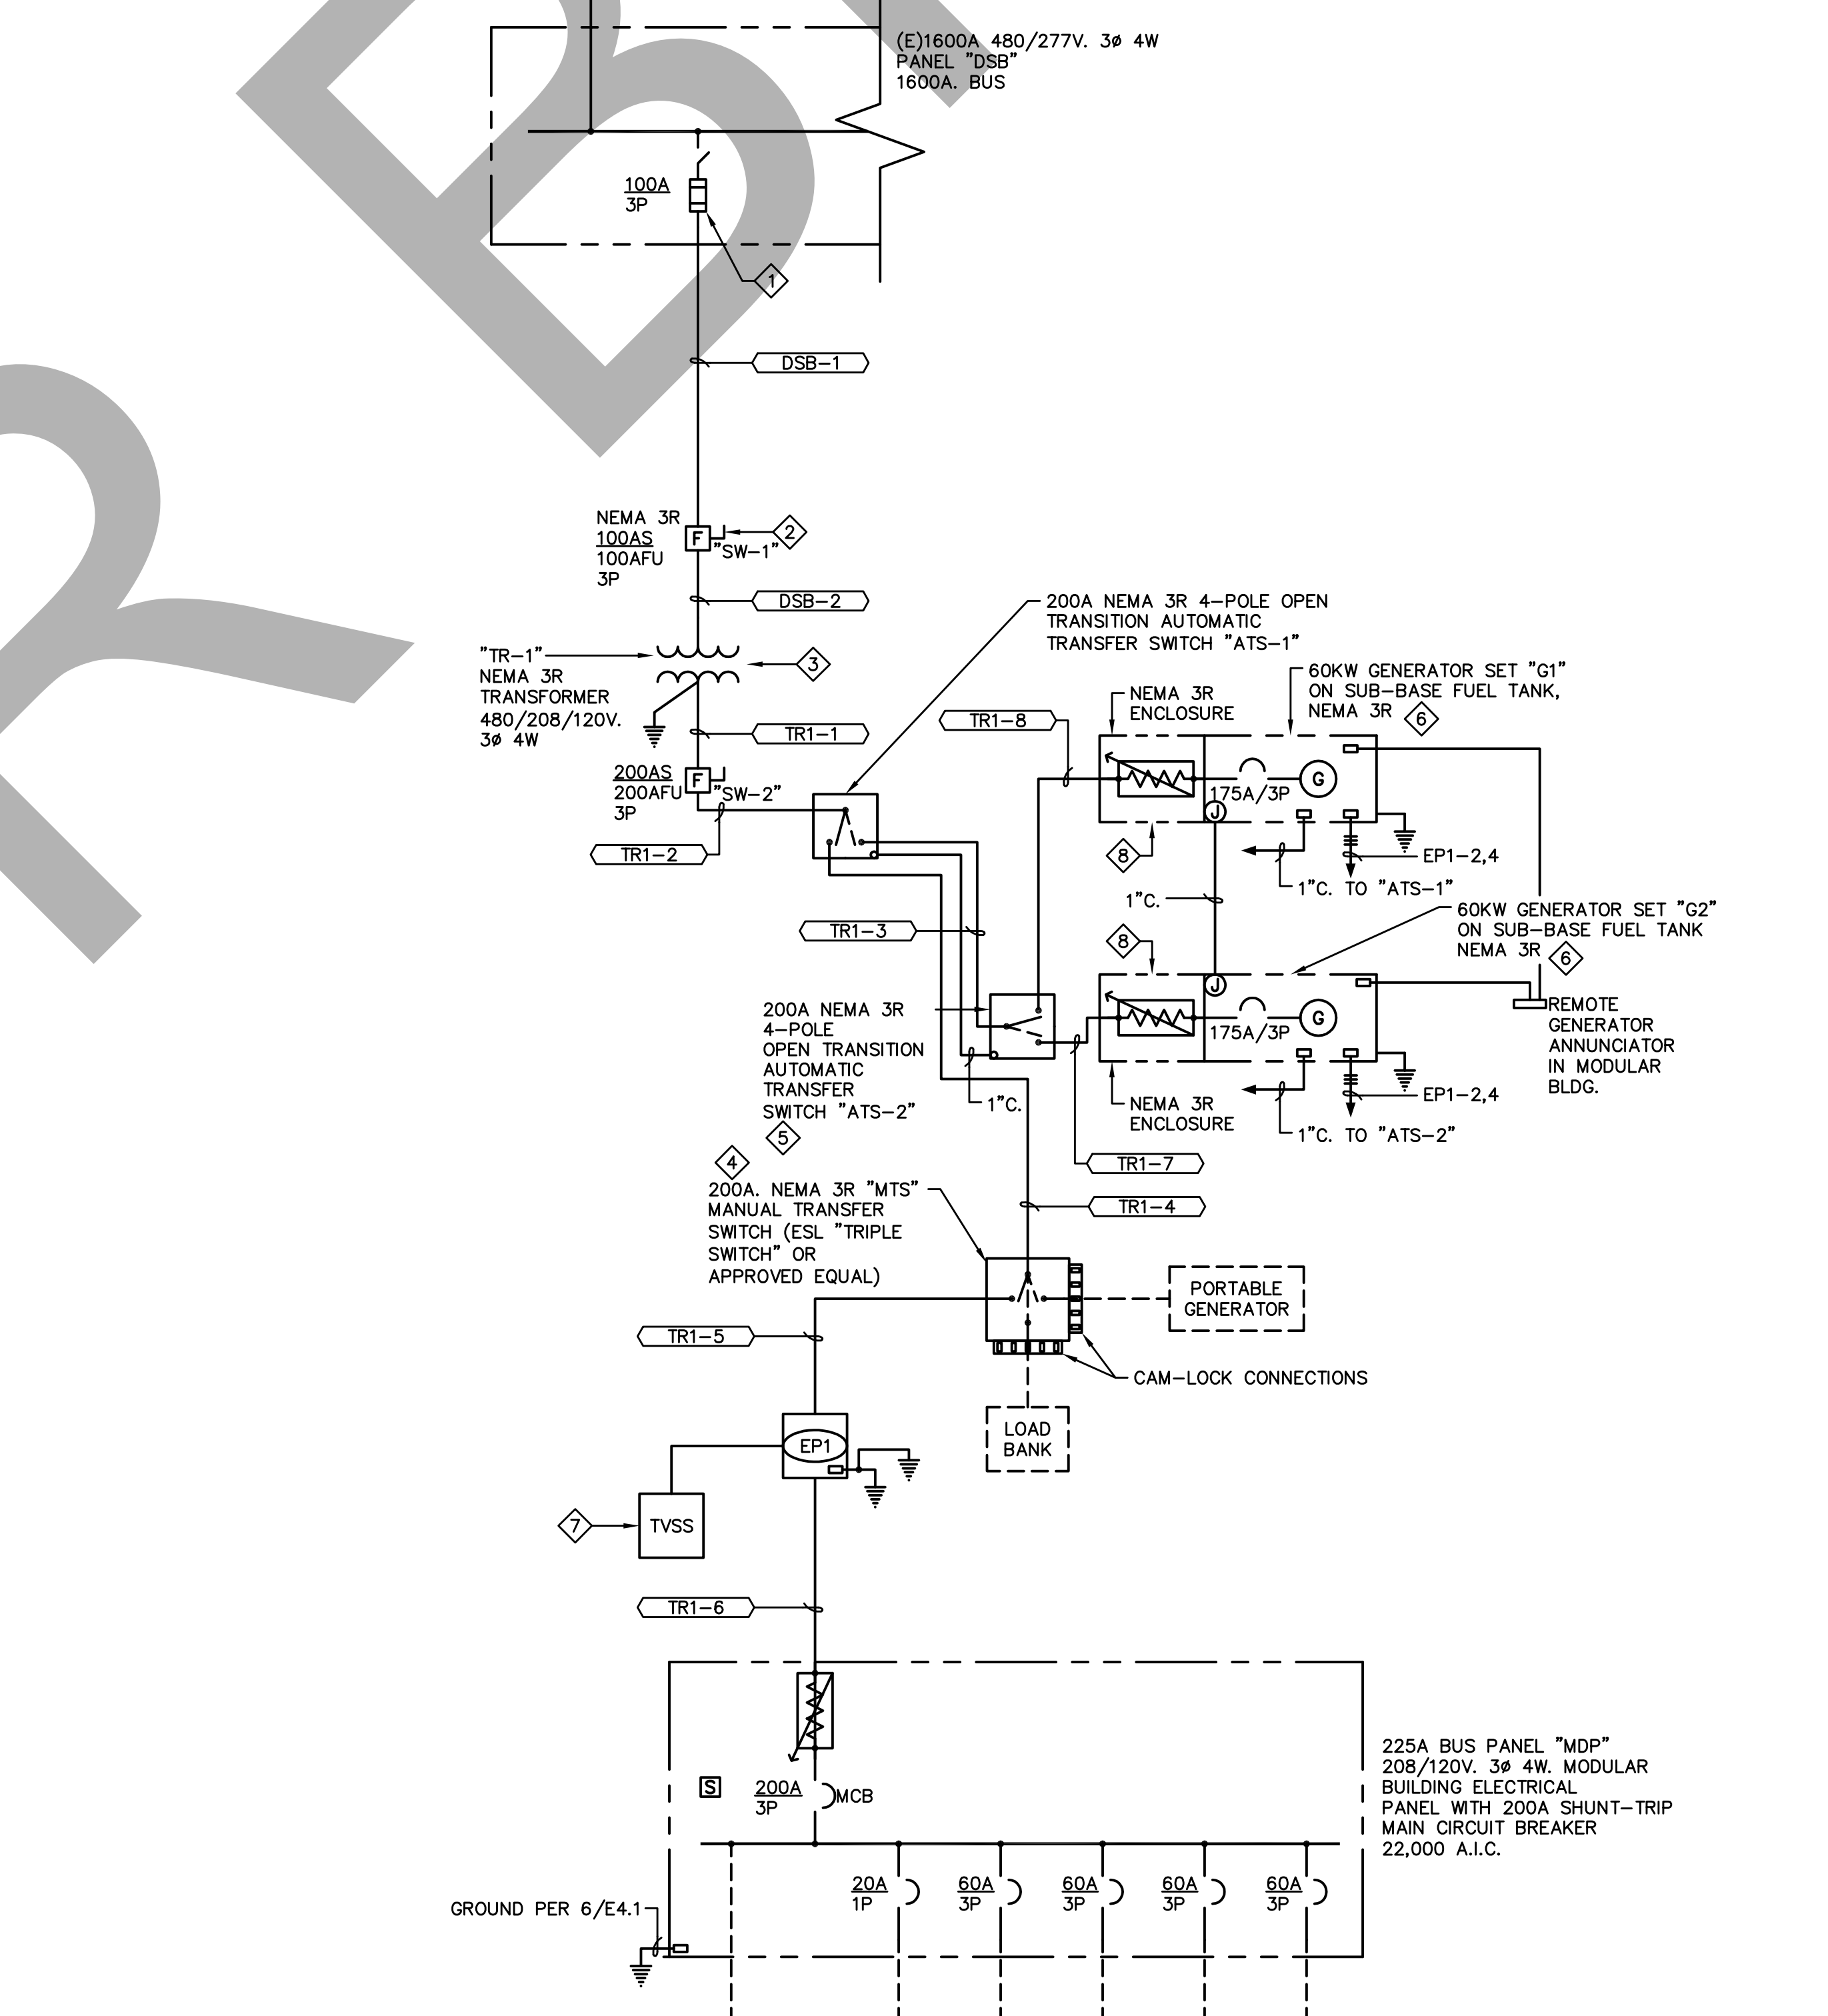 (E)1600A 480/277V. 3ø 4W
PANEL "DSB"
1600A. BUS
100A
3P
1
DSB-1
NEMA 3R
100AS
100AFU
3P
F
"SW-1"
2
DSB-2
"TR-1"
NEMA 3R
TRANSFORMER
480/208/120V.
3ø 4W
3
TR1-1
200AS
200AFU
3P
F
"SW-2"
TR1-2
200A NEMA 3R 4-POLE OPEN
TRANSITION AUTOMATIC
TRANSFER SWITCH "ATS-1"
TR1-8
NEMA 3R
ENCLOSURE
60KW GENERATOR SET "G1"
ON SUB-BASE FUEL TANK,
NEMA 3R
6
175A/3P
G
J
8
EP1-2,4
1"C. TO "ATS-1"
1"C.
TR1-3
8
60KW GENERATOR SET "G2"
ON SUB-BASE FUEL TANK
NEMA 3R
6
J
175A/3P
G
REMOTE
GENERATOR
ANNUNCIATOR
IN MODULAR
BLDG.
200A NEMA 3R
4-POLE
OPEN TRANSITION
AUTOMATIC
TRANSFER
SWITCH "ATS-2"
5
1"C.
NEMA 3R
ENCLOSURE
EP1-2,4
1"C. TO "ATS-2"
TR1-7
4
200A. NEMA 3R "MTS"
MANUAL TRANSFER
SWITCH (ESL "TRIPLE
SWITCH" OR
APPROVED EQUAL)
TR1-4
PORTABLE
GENERATOR
TR1-5
CAM-LOCK CONNECTIONS
LOAD
BANK
EP1
7
TVSS
TR1-6
225A BUS PANEL "MDP"
208/120V. 3ø 4W. MODULAR
BUILDING ELECTRICAL
PANEL WITH 200A SHUNT-TRIP
MAIN CIRCUIT BREAKER
22,000 A.I.C.
S
200A
3P
MCB
20A
1P
60A
3P
60A
3P
60A
3P
60A
3P
GROUND PER 6/E4.1
R
B